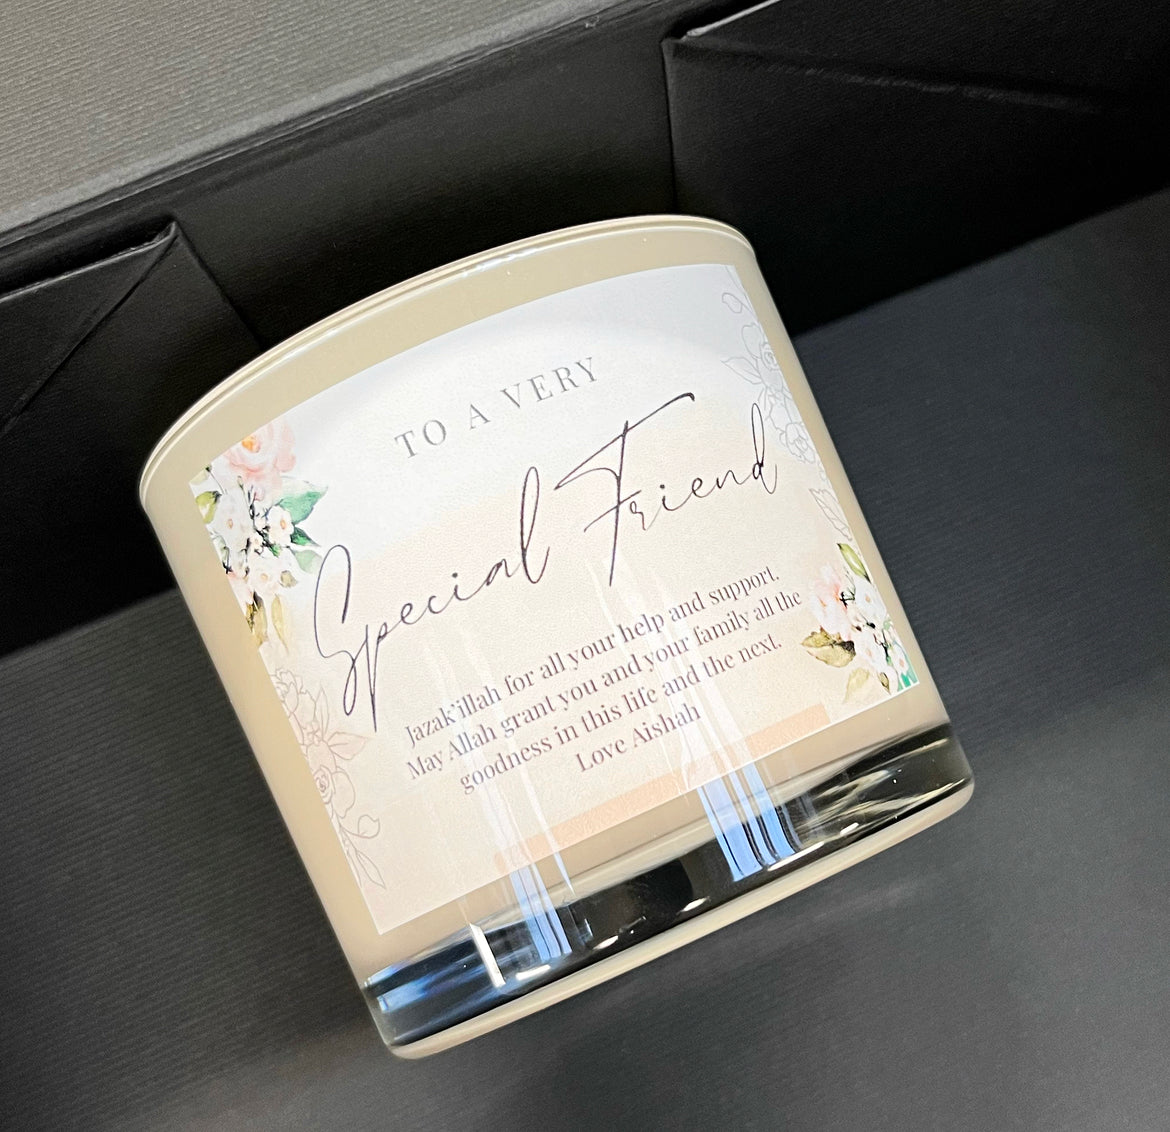 TO A VERY
Special Friend
Jazak'illah for all your help and support.
May Allah grant you and your family all the
goodness in this life and the next.
Love Aishah